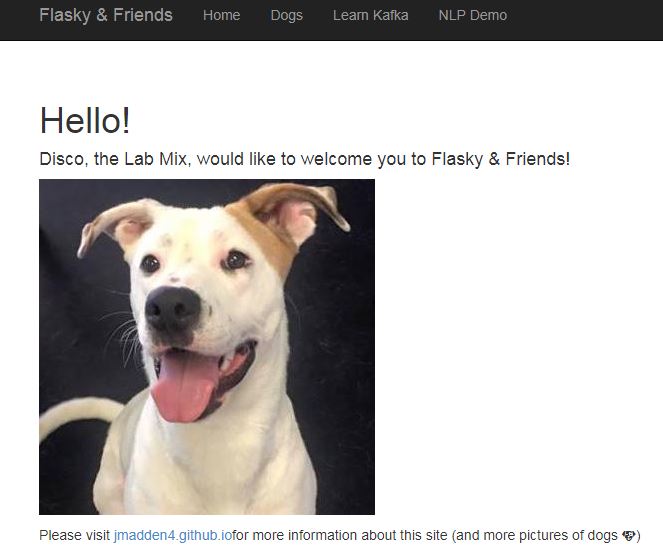 Flasky & Friends Home Dogs Learn Kafka NLP Demo
Hello!
Disco, the Lab Mix, would like to welcome you to Flasky & Friends!
Please visit jmadden4.github.iofor more information about this site (and more pictures of dogs 🐶)